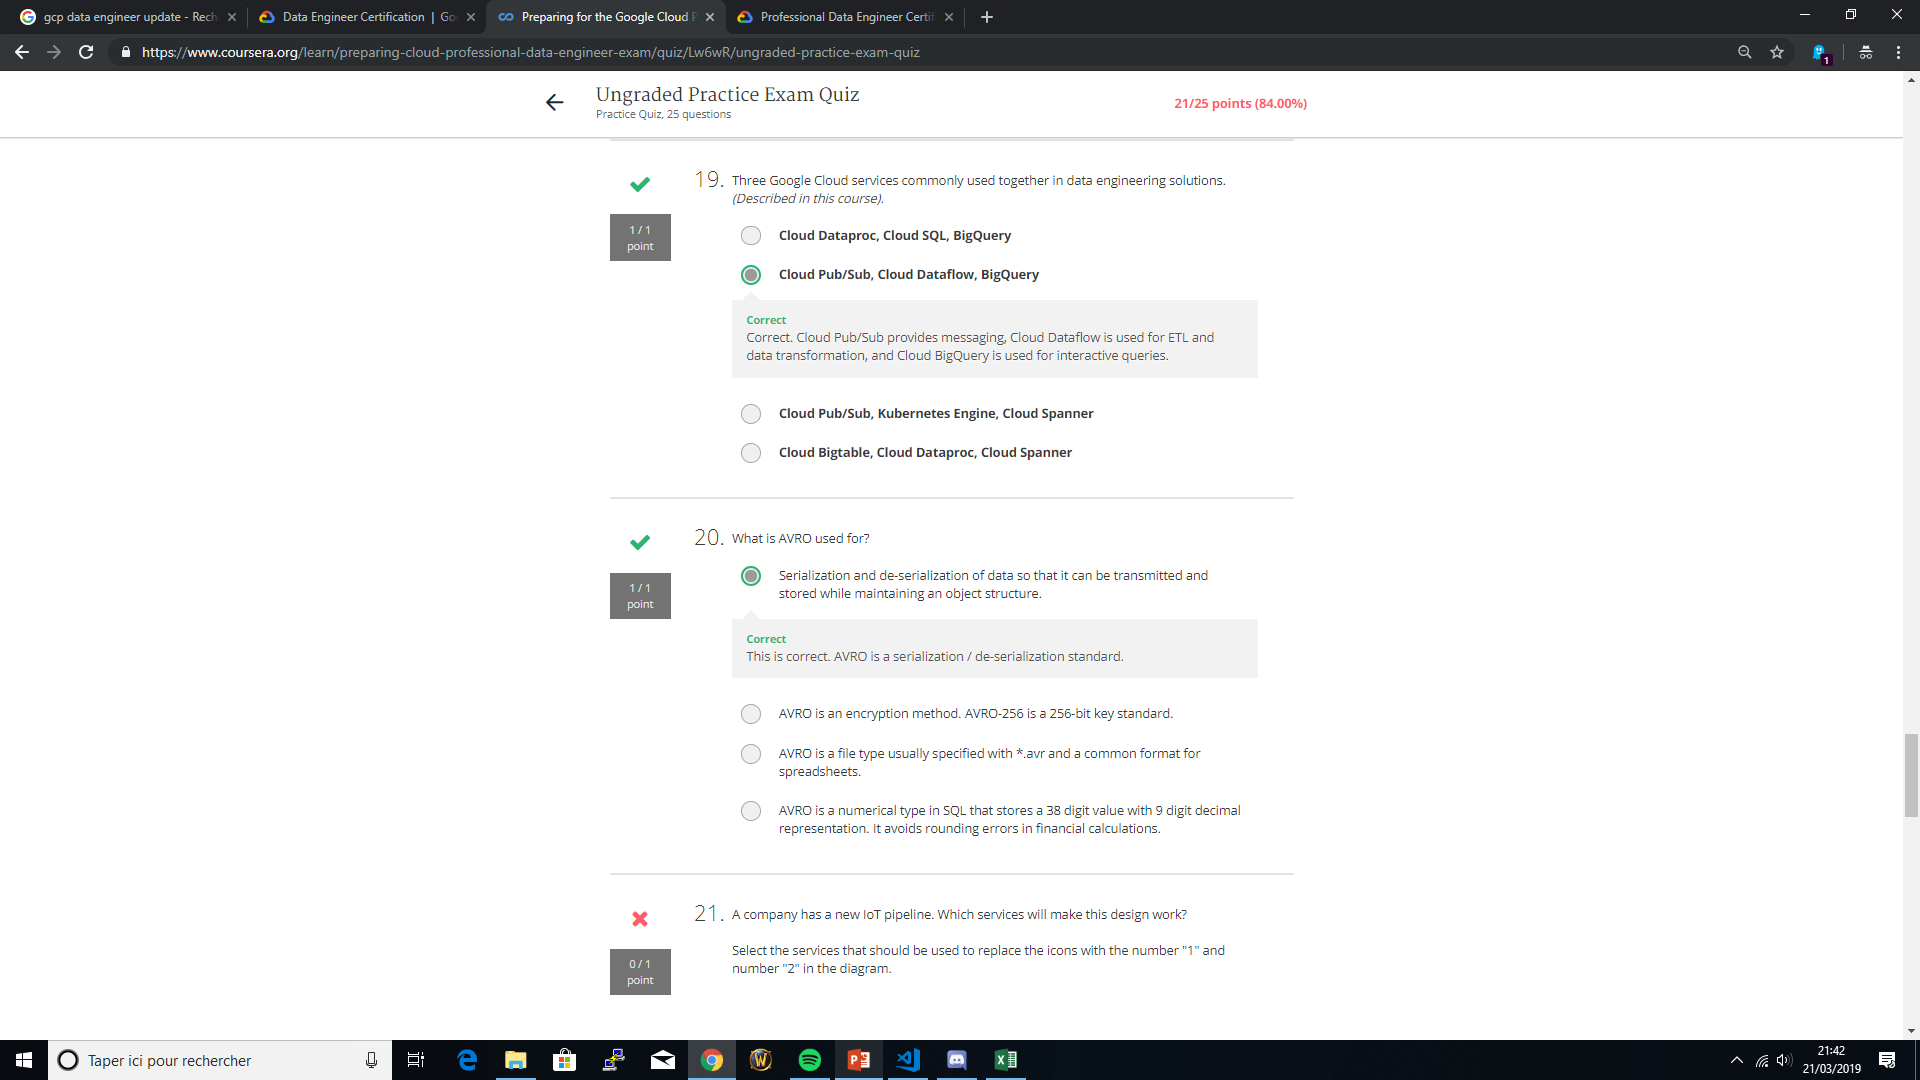 gcp data engineer update - Rech
Data Engineer Certification | Go
Preparing for the Google Cloud P
Professional Data Engineer Certif
https://www.coursera.org/learn/preparing-cloud-professional-data-engineer-exam/quiz/Lw6wR/ungraded-practice-exam-quiz
1
Ungraded Practice Exam Quiz
Practice Quiz, 25 questions
21/25 points (84.00%)
1 / 1
point
19. Three Google Cloud services commonly used together in data engineering solutions.
(Described in this course).
Cloud Dataproc, Cloud SQL, BigQuery
Cloud Pub/Sub, Cloud Dataflow, BigQuery
Correct
Correct. Cloud Pub/Sub provides messaging, Cloud Dataflow is used for ETL and
data transformation, and Cloud BigQuery is used for interactive queries.
Cloud Pub/Sub, Kubernetes Engine, Cloud Spanner
Cloud Bigtable, Cloud Dataproc, Cloud Spanner
1 / 1
point
20. What is AVRO used for?
Serialization and de-serialization of data so that it can be transmitted and
stored while maintaining an object structure.
Correct
This is correct. AVRO is a serialization / de-serialization standard.
AVRO is an encryption method. AVRO-256 is a 256-bit key standard.
AVRO is a file type usually specified with *.avr and a common format for
spreadsheets.
AVRO is a numerical type in SQL that stores a 38 digit value with 9 digit decimal
representation. It avoids rounding errors in financial calculations.
0 / 1
point
21. A company has a new IoT pipeline. Which services will make this design work?
Select the services that should be used to replace the icons with the number "1" and
number "2" in the diagram.
Taper ici pour rechercher
21:42
21/03/2019